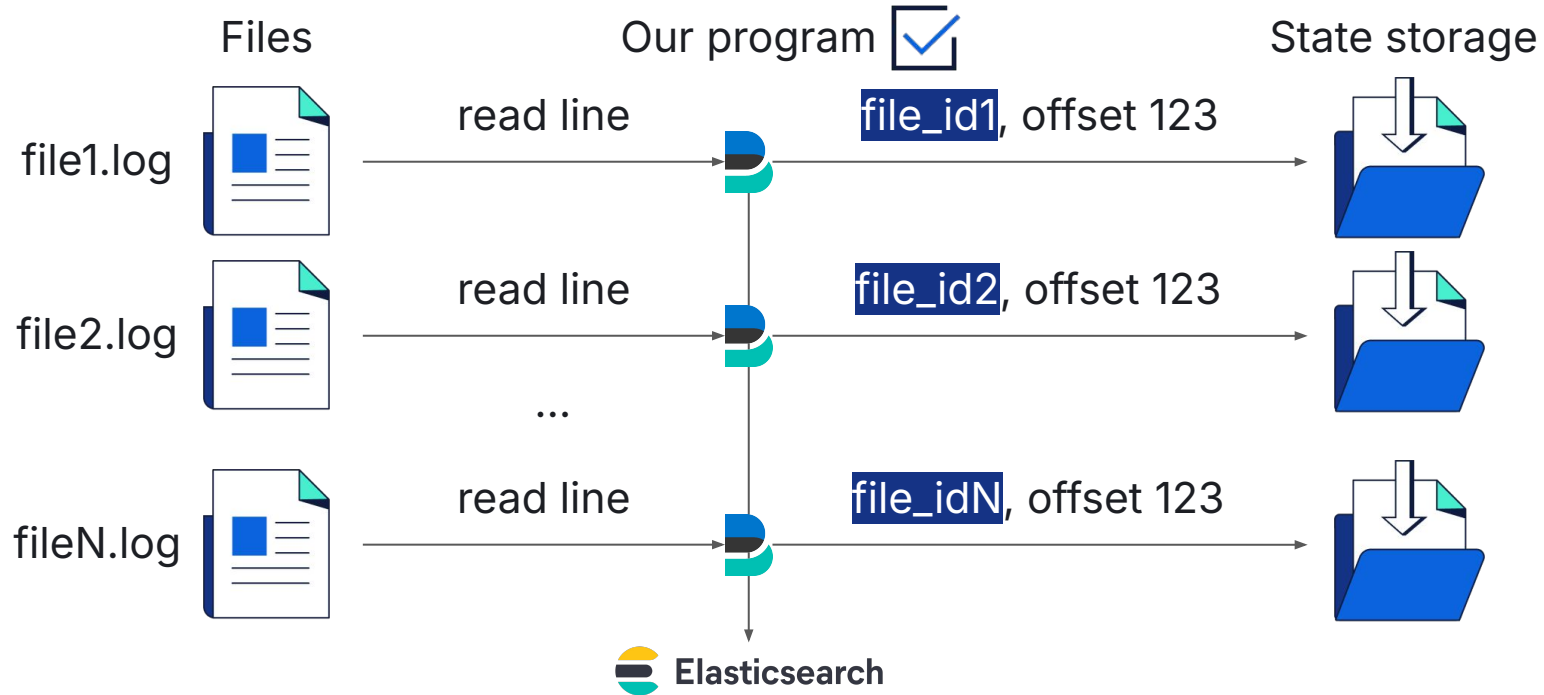 Files
Our program
State storage
file1.log
read line
file_id1, offset 123
file2.log
read line
file_id2, offset 123
...
fileN.log
read line
file_idN, offset 123
Elasticsearch